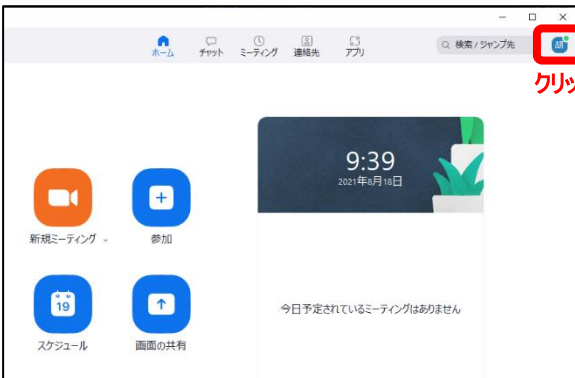 ホーム チャット ミーティング 連絡先 アプリ 検索 / ジャンプ先
クリッ
9:39
2021年8月18日
新規ミーティング 参加
今日予定されているミーティングはありません
19
スケジュール 画面の共有